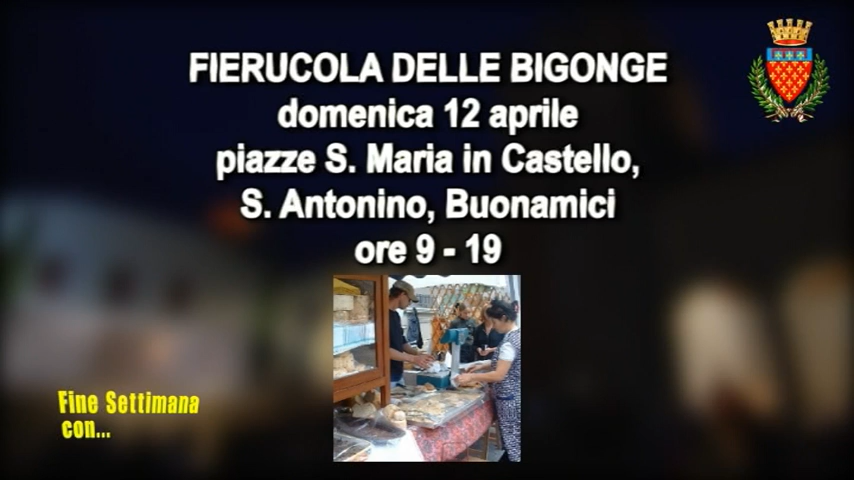 FIERUCOLA DELLE BIGONGE
domenica 12 aprile
piazze S. Maria in Castello,
S. Antonino, Buonamici
ore 9 - 19
Fine Settimana
con...